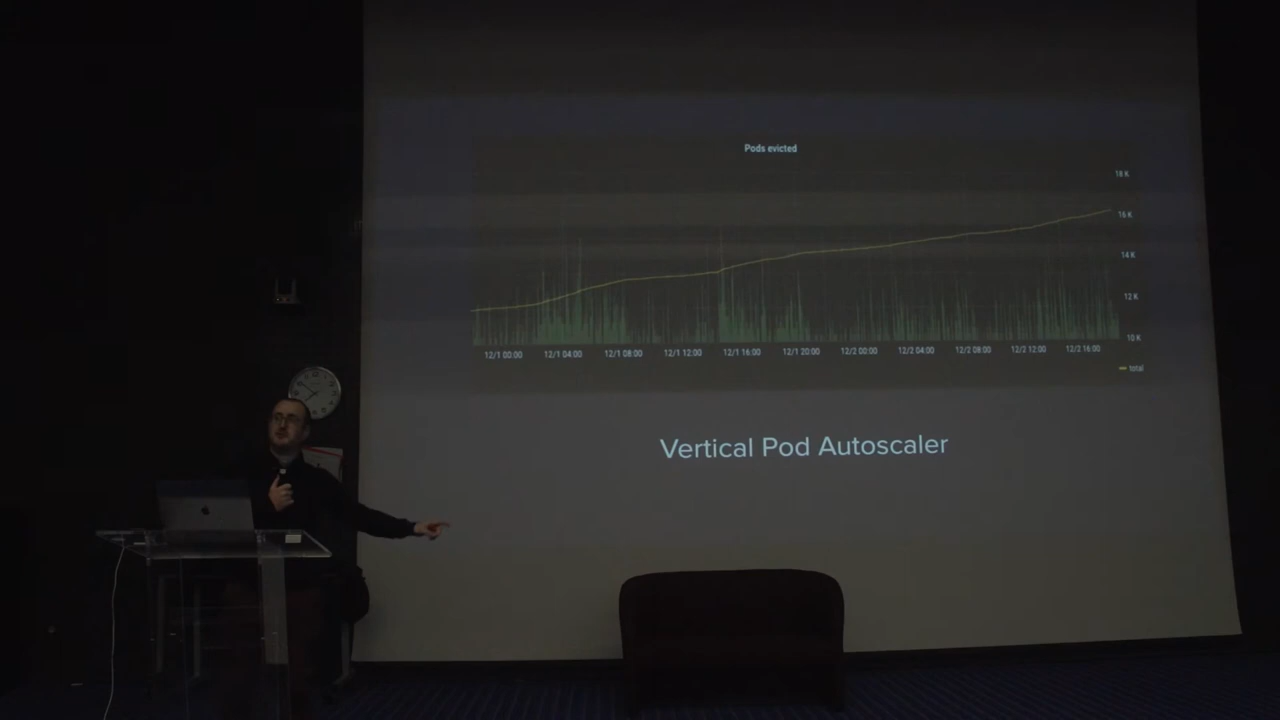 Pods evicted
18 K
16 K
14 K
12 K
10 K
12/1 00:00 12/1 04:00 12/1 08:00 12/1 12:00 12/1 16:00 12/1 20:00 12/2 00:00 12/2 04:00 12/2 08:00 12/2 12:00 12/2 16:00
total
Vertical Pod Autoscaler